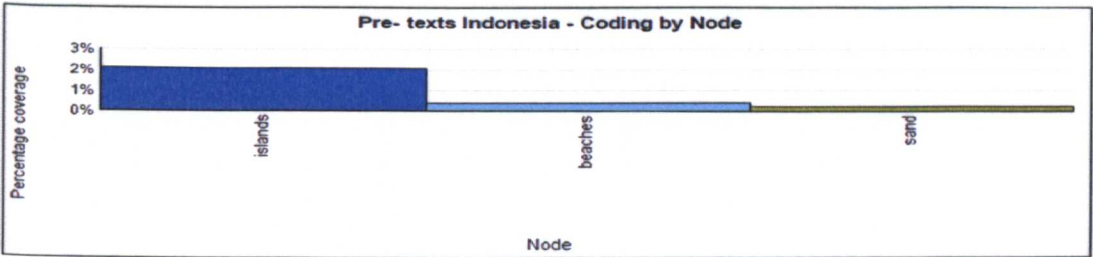 Pre- texts Indonesia - Coding by Node
Percentage coverage
3%
2%
1%
0%
islands
beaches
sand
Node